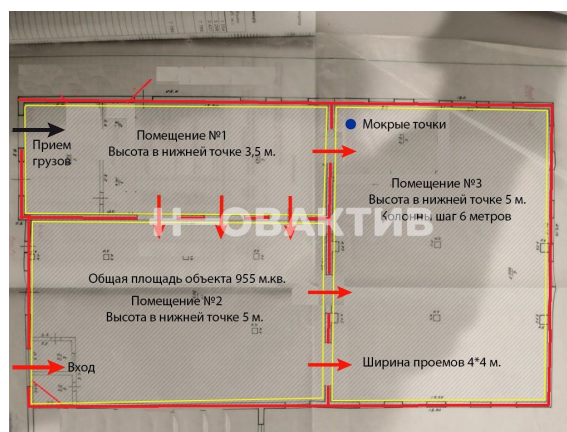 Прием
грузов
Помещение №1
Высота в нижней точке 3,5 м.
Мокрые точки
Помещение №3
Высота в нижней точке 5 м.
Колонны, шаг 6 метров
Н ОВАКТИВ
Общая площадь объекта 955 м.кв.
Помещение №2
Высота в нижней точке 5 м.
Вход
Ширина проемов 4*4 м.